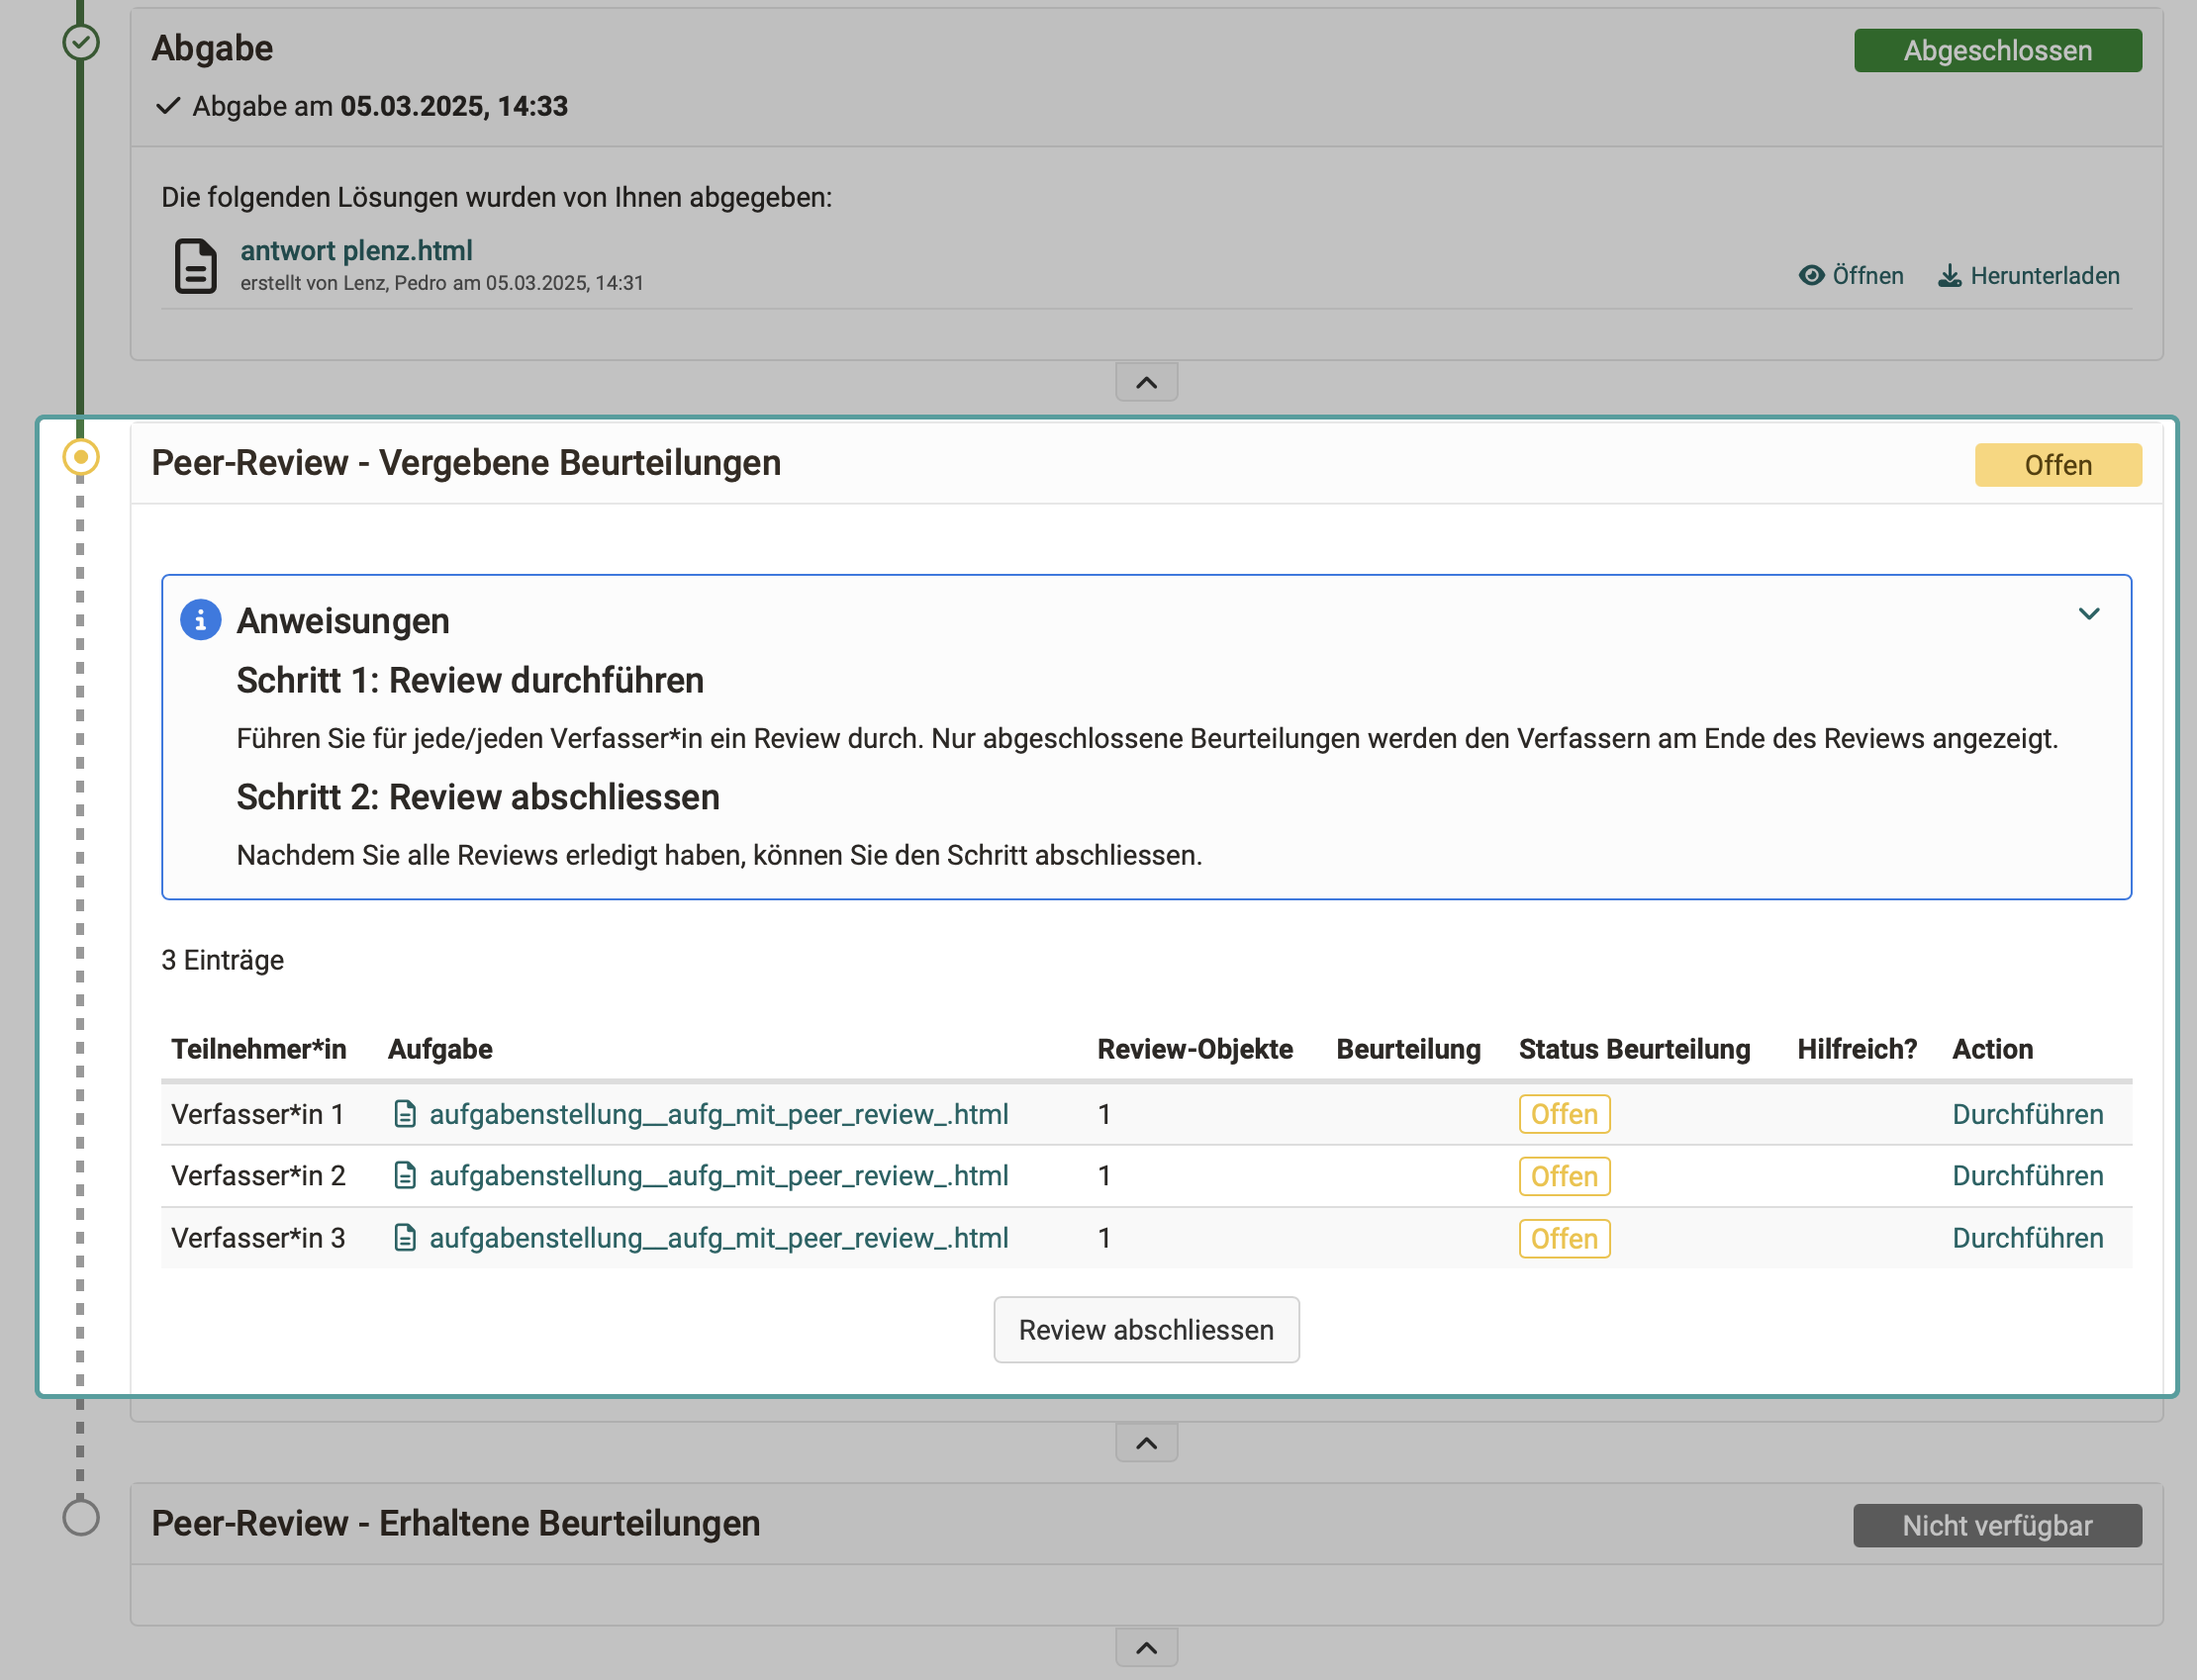 Abgabe
Abgeschlossen
Abgabe am 05.03.2025, 14:33
Die folgenden Lösungen wurden von Ihnen abgegeben:
antwort plenz.html
erstellt von Lenz, Pedro am 05.03.2025, 14:31
Öffnen Herunterladen
Peer-Review - Vergebene Beurteilungen
Offen
Anweisungen
Schritt 1: Review durchführen
Führen Sie für jede/jeden Verfasser*in ein Review durch. Nur abgeschlossene Beurteilungen werden den Verfassern am Ende des Reviews angezeigt.
Schritt 2: Review abschliessen
Nachdem Sie alle Reviews erledigt haben, können Sie den Schritt abschliessen.
3 Einträge
Teilnehmer*in Aufgabe Review-Objekte Beurteilung Status Beurteilung Hilfreich? Action
Verfasser*in 1 aufgabenstellung__aufg_mit_peer_review_.html 1 Offen Durchführen
Verfasser*in 2 aufgabenstellung__aufg_mit_peer_review_.html 1 Offen Durchführen
Verfasser*in 3 aufgabenstellung__aufg_mit_peer_review_.html 1 Offen Durchführen
Review abschliessen
Peer-Review - Erhaltene Beurteilungen
Nicht verfügbar